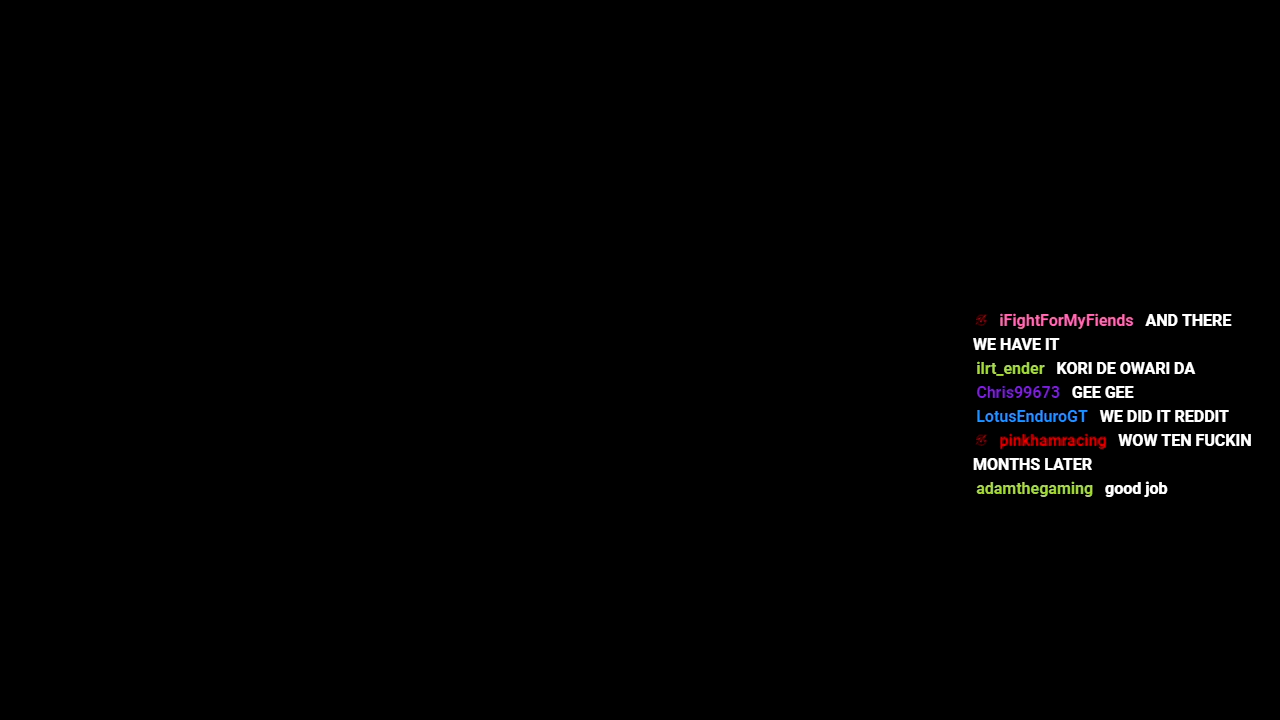 iFightForMyFiends AND THERE
WE HAVE IT
ilrt_ender KORI DE OWARI DA
Chris99673 GEE GEE
LotusEnduroGT WE DID IT REDDIT
pinkhamracing WOW TEN FUCKIN
MONTHS LATER
adamthegaming good job